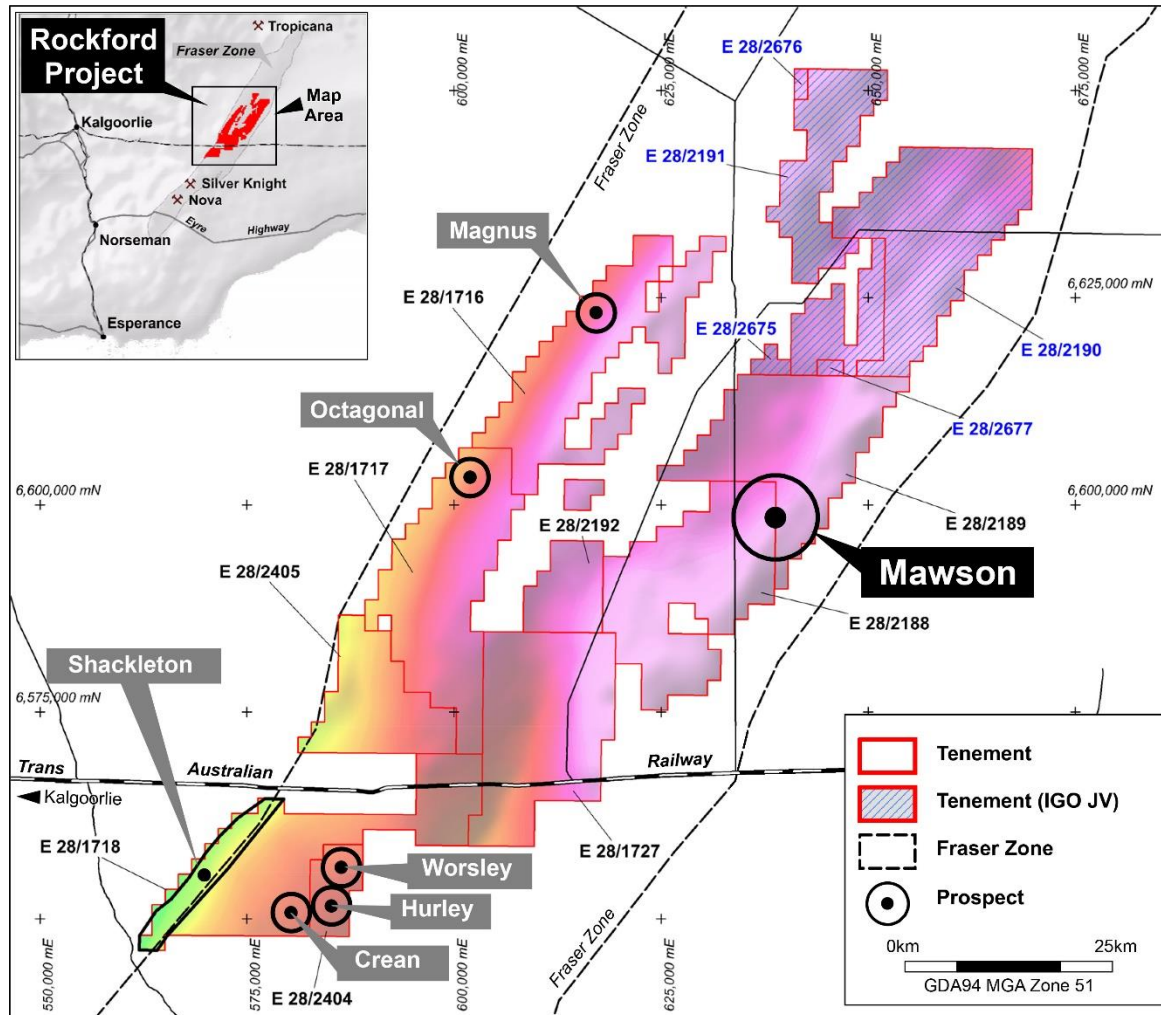 Rockford
Project
Map
Area
Tropicana
Fraser Zone
Kalgoorlie
Silver Knight
Nova
Norseman
Eyre
Highway
Esperance
600,000 mE
625,000 mE
650,000 mE
675,000 mE
E 28/2676
Fraser Zone
E 28/2191
Magnus
E 28/1716
6,625,000 mN
E 28/2675
E 28/2190
Octagonal
E 28/2677
E 28/1717
6,600,000 mN
6,600,000 mN
E 28/2192
E 28/2189
E 28/2405
Mawson
E 28/2188
Shackleton
6,575,000 mN
Trans
Australian
Railway
Kalgoorlie
E 28/1718
E 28/1727
Worsley
Hurley
Crean
Fraser Zone
550,000 mE
575,000 mE
600,000 mE
625,000 mE
E 28/2404
Tenement
Tenement (IGO JV)
Fraser Zone
Prospect
0km
25km
GDA94 MGA Zone 51